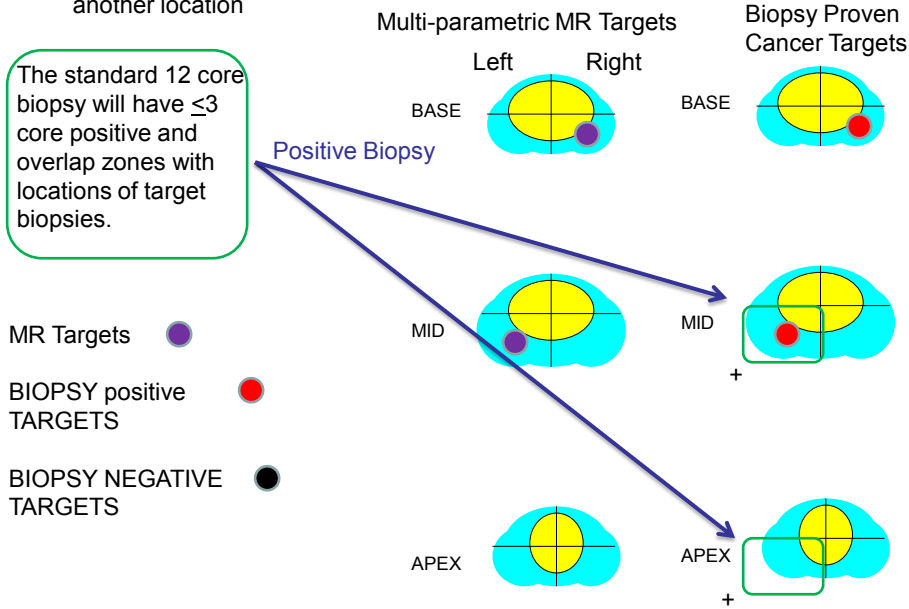 another location
The standard 12 core
biopsy will have ≤3
core positive and
overlap zones with
locations of target
biopsies.
Positive Biopsy
MR Targets
BIOPSY positive
TARGETS
BIOPSY NEGATIVE
TARGETS
Multi-parametric MR Targets
Left Right
BASE
MID
APEX
Biopsy Proven
Cancer Targets
BASE
MID
+
APEX
+